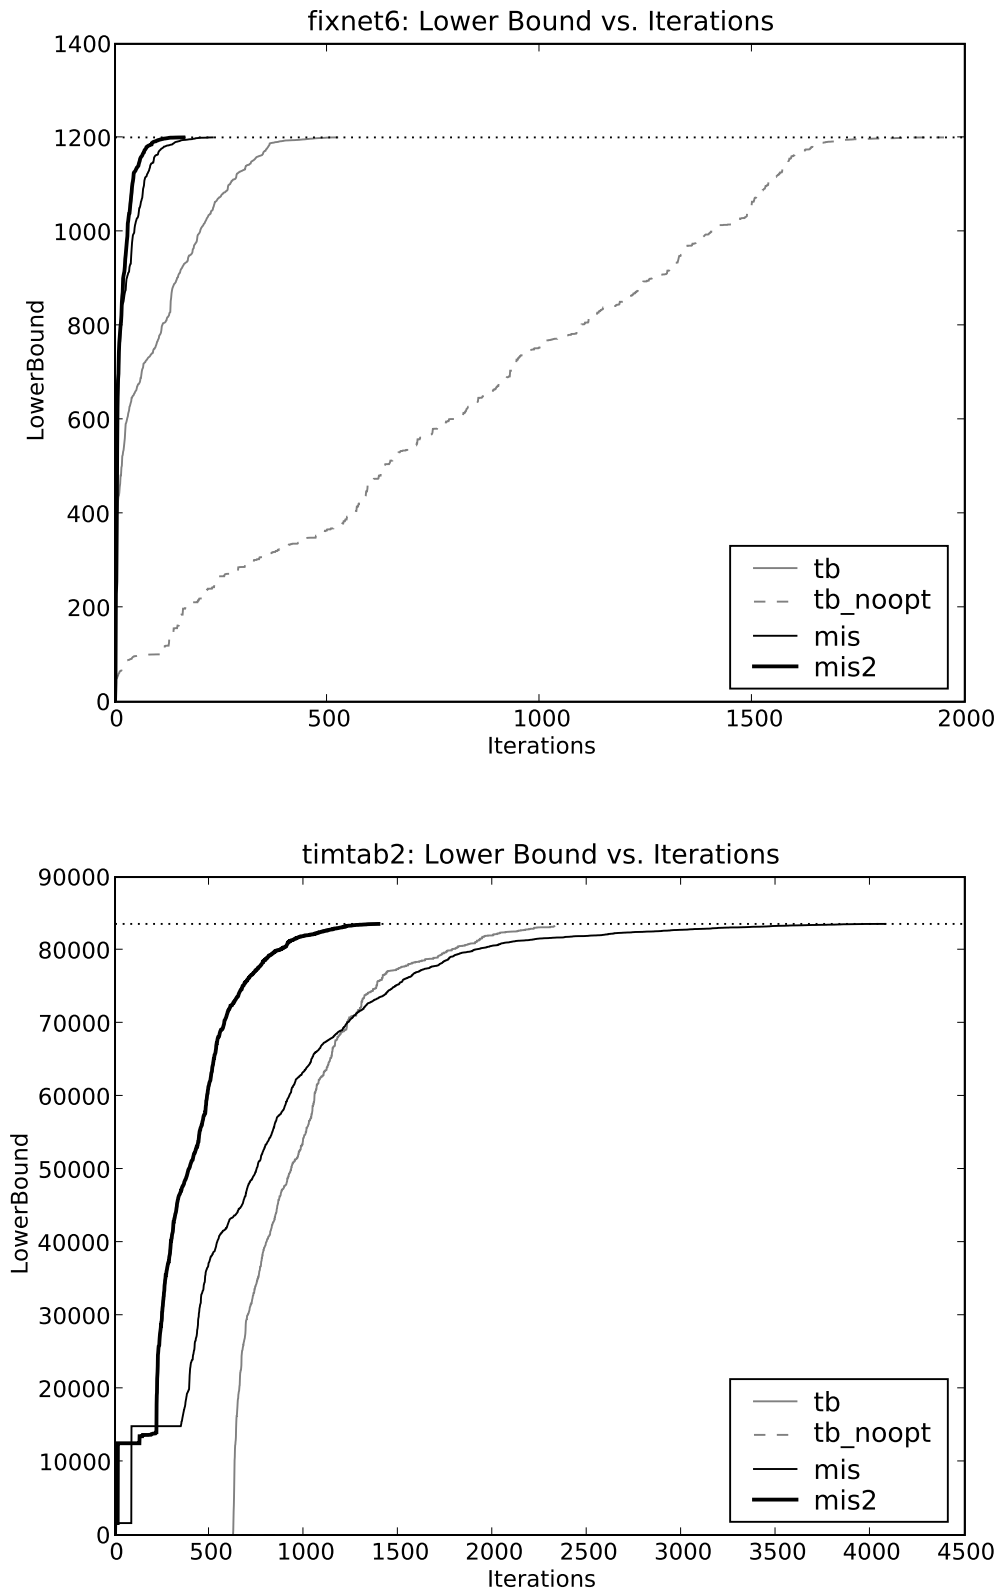 fixnet6: Lower Bound vs. Iterations
1400
1200
1000
800
600
400
200
0
LowerBound
tb
tb_noopt
mis
mis2
0 500 1000 1500 2000
Iterations
timtab2: Lower Bound vs. Iterations
90000
80000
70000
60000
50000
40000
30000
20000
10000
0
LowerBound
tb
tb_noopt
mis
mis2
0 500 1000 1500 2000 2500 3000 3500 4000 4500
Iterations